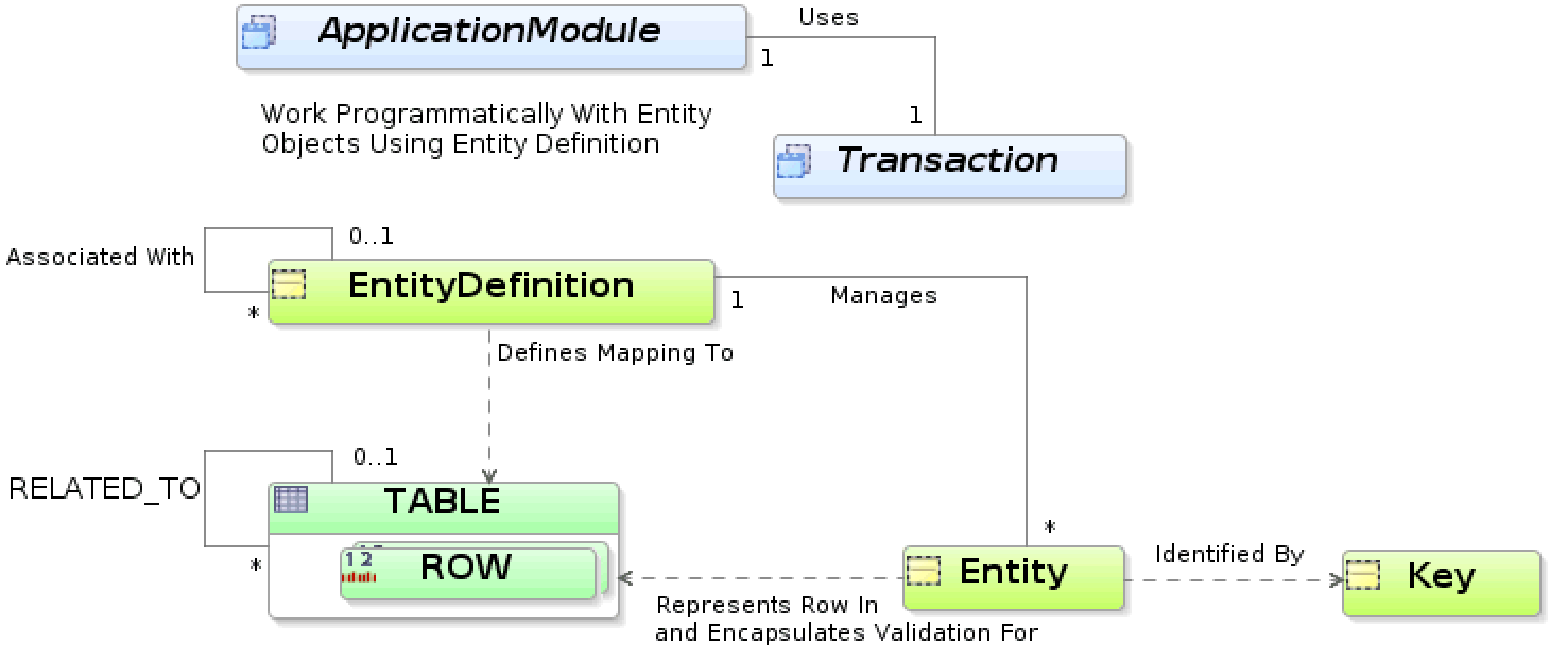 ApplicationModule
Uses
1
Work Programmatically With Entity
Objects Using Entity Definition
1
Transaction
Associated With
0..1
EntityDefinition
*
1
Manages
Defines Mapping To
RELATED_TO
0..1
TABLE
*
1 2
ROW
*
Entity
Identified By
Key
Represents Row In
and Encapsulates Validation For